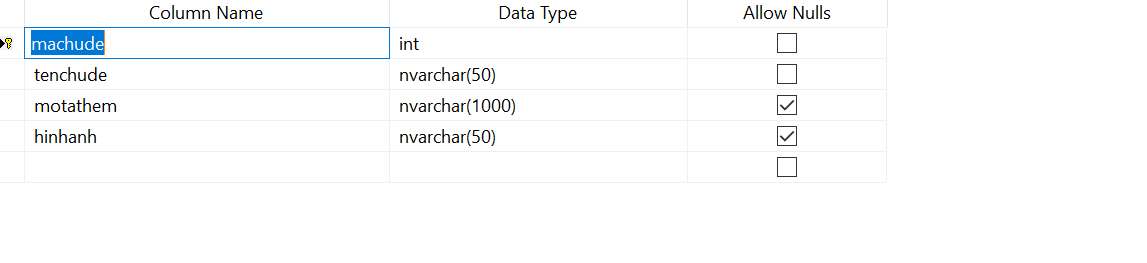 Column Name Data Type Allow Nulls
machude int
tenchude nvarchar(50)
motathem nvarchar(1000)
hinhanh nvarchar(50)